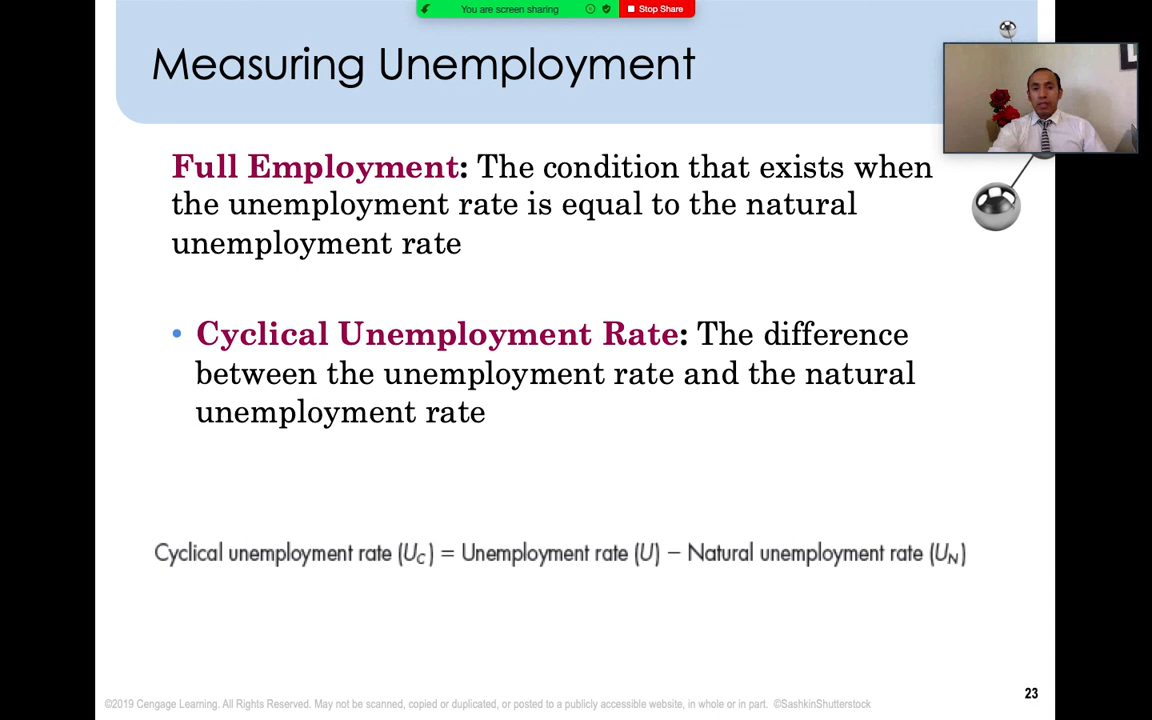 You are screen sharing
Stop Share
Measuring Unemployment
Full Employment: The condition that exists when
the unemployment rate is equal to the natural
unemployment rate
• Cyclical Unemployment Rate: The difference
between the unemployment rate and the natural
unemployment rate
Cyclical unemployment rate (UC) = Unemployment rate (U) – Natural unemployment rate (UN)
23
©2019 Cengage Learning. All Rights Reserved. May not be scanned, copied or duplicated, or posted to a publicly accessible website, in whole or in part. ©SashkinShutterstock